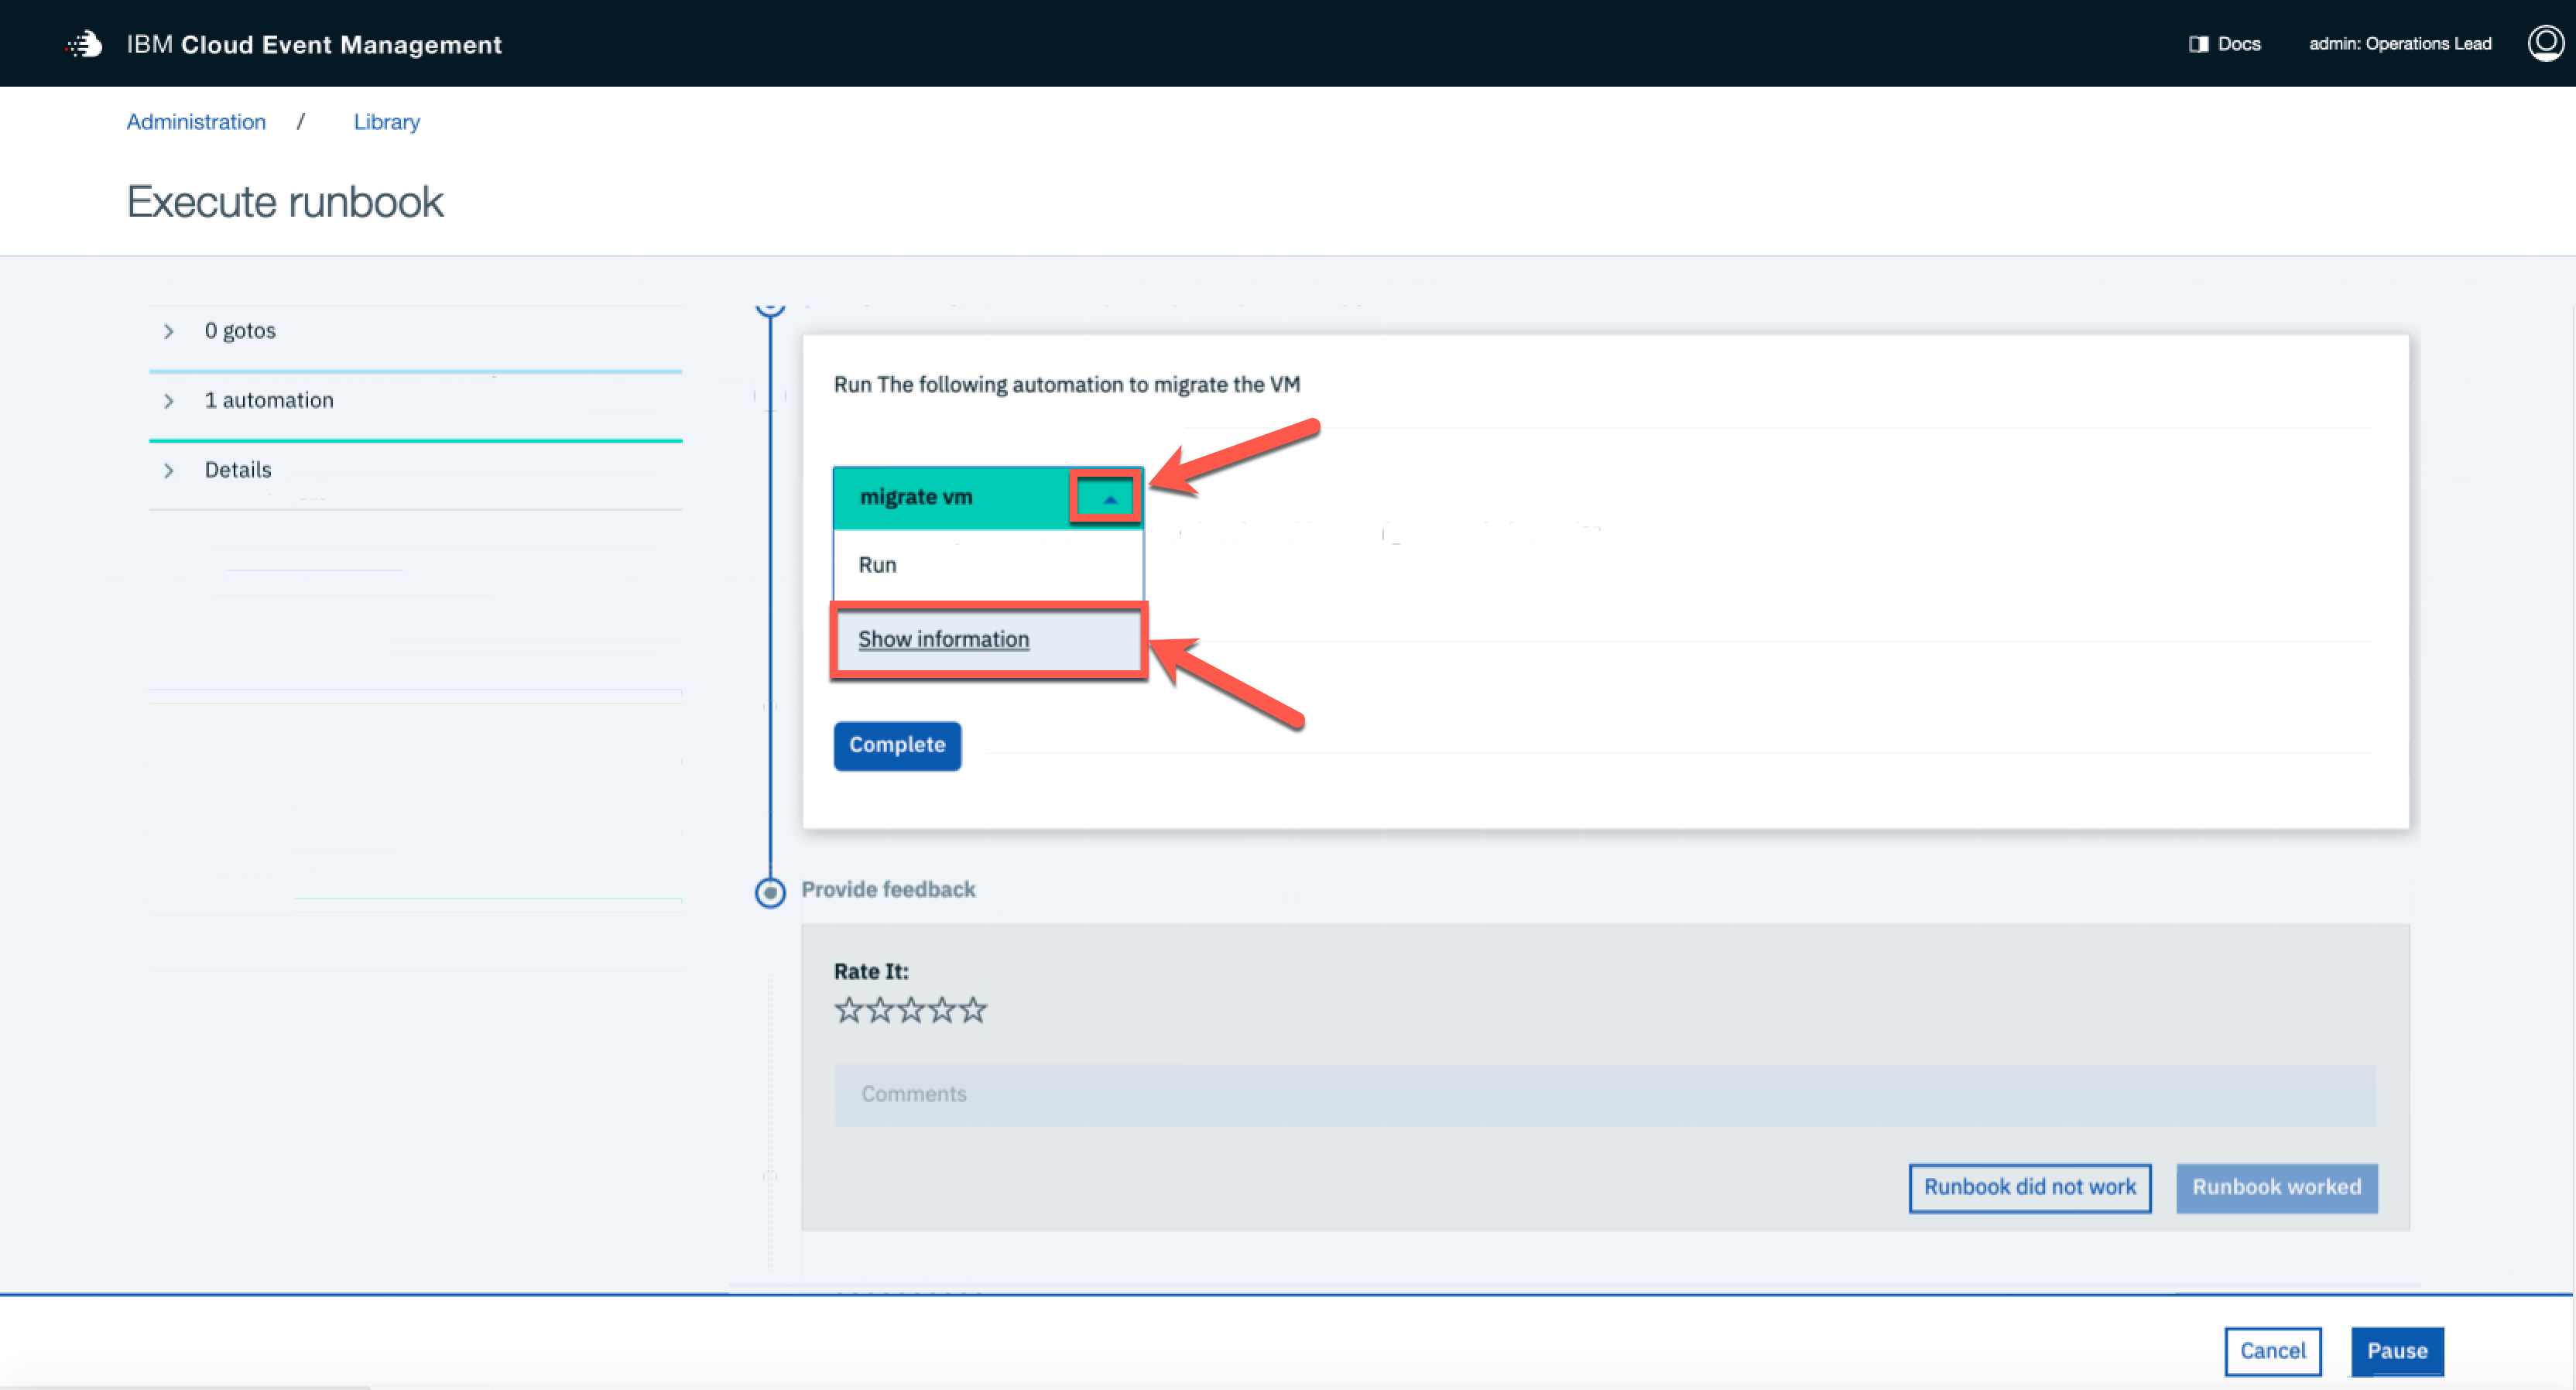 IBM Cloud Event Management
Docs
admin: Operations Lead
Administration / Library
Execute runbook
0 gotos
1 automation
Details
Run The following automation to migrate the VM
migrate vm
Run
Show information
Complete
Provide feedback
Rate It:
Comments
Runbook did not work
Runbook worked
Cancel
Pause